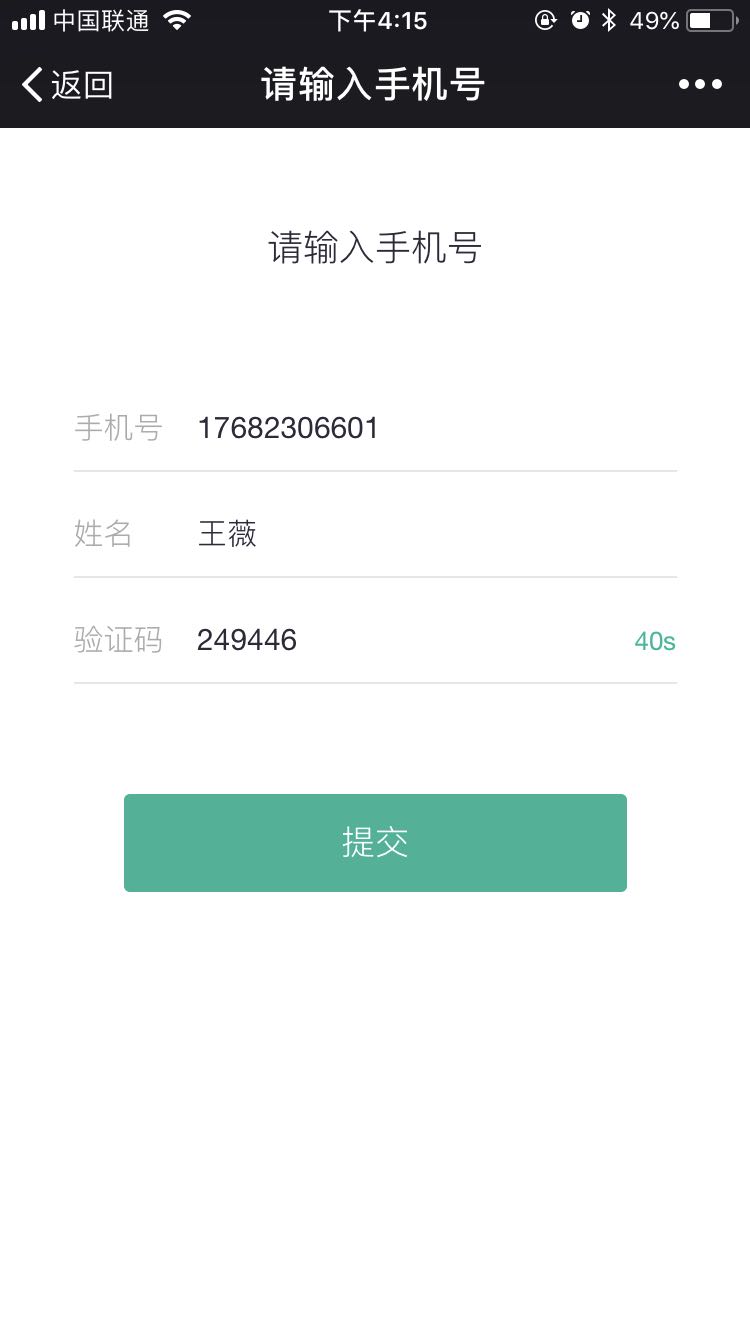 中国联通 下午4:15 49%
返回 请输入手机号
请输入手机号
手机号 17682306601
姓名 王薇
验证码 249446 40s
提交